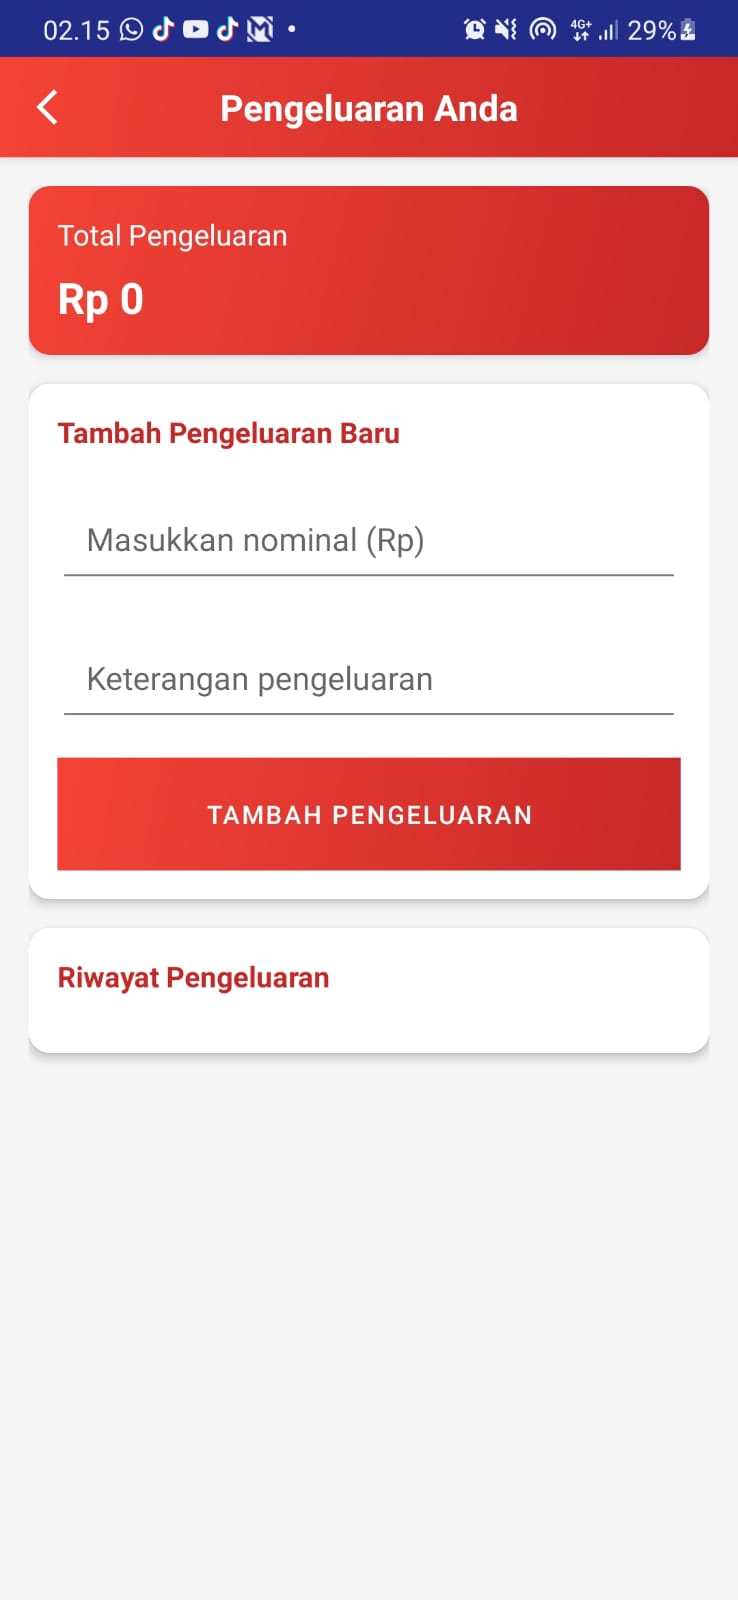 02.15 4G+ 29%
Pengeluaran Anda
Total Pengeluaran
Rp 0
Tambah Pengeluaran Baru
Masukkan nominal (Rp)
Keterangan pengeluaran
TAMBAH PENGELUARAN
Riwayat Pengeluaran